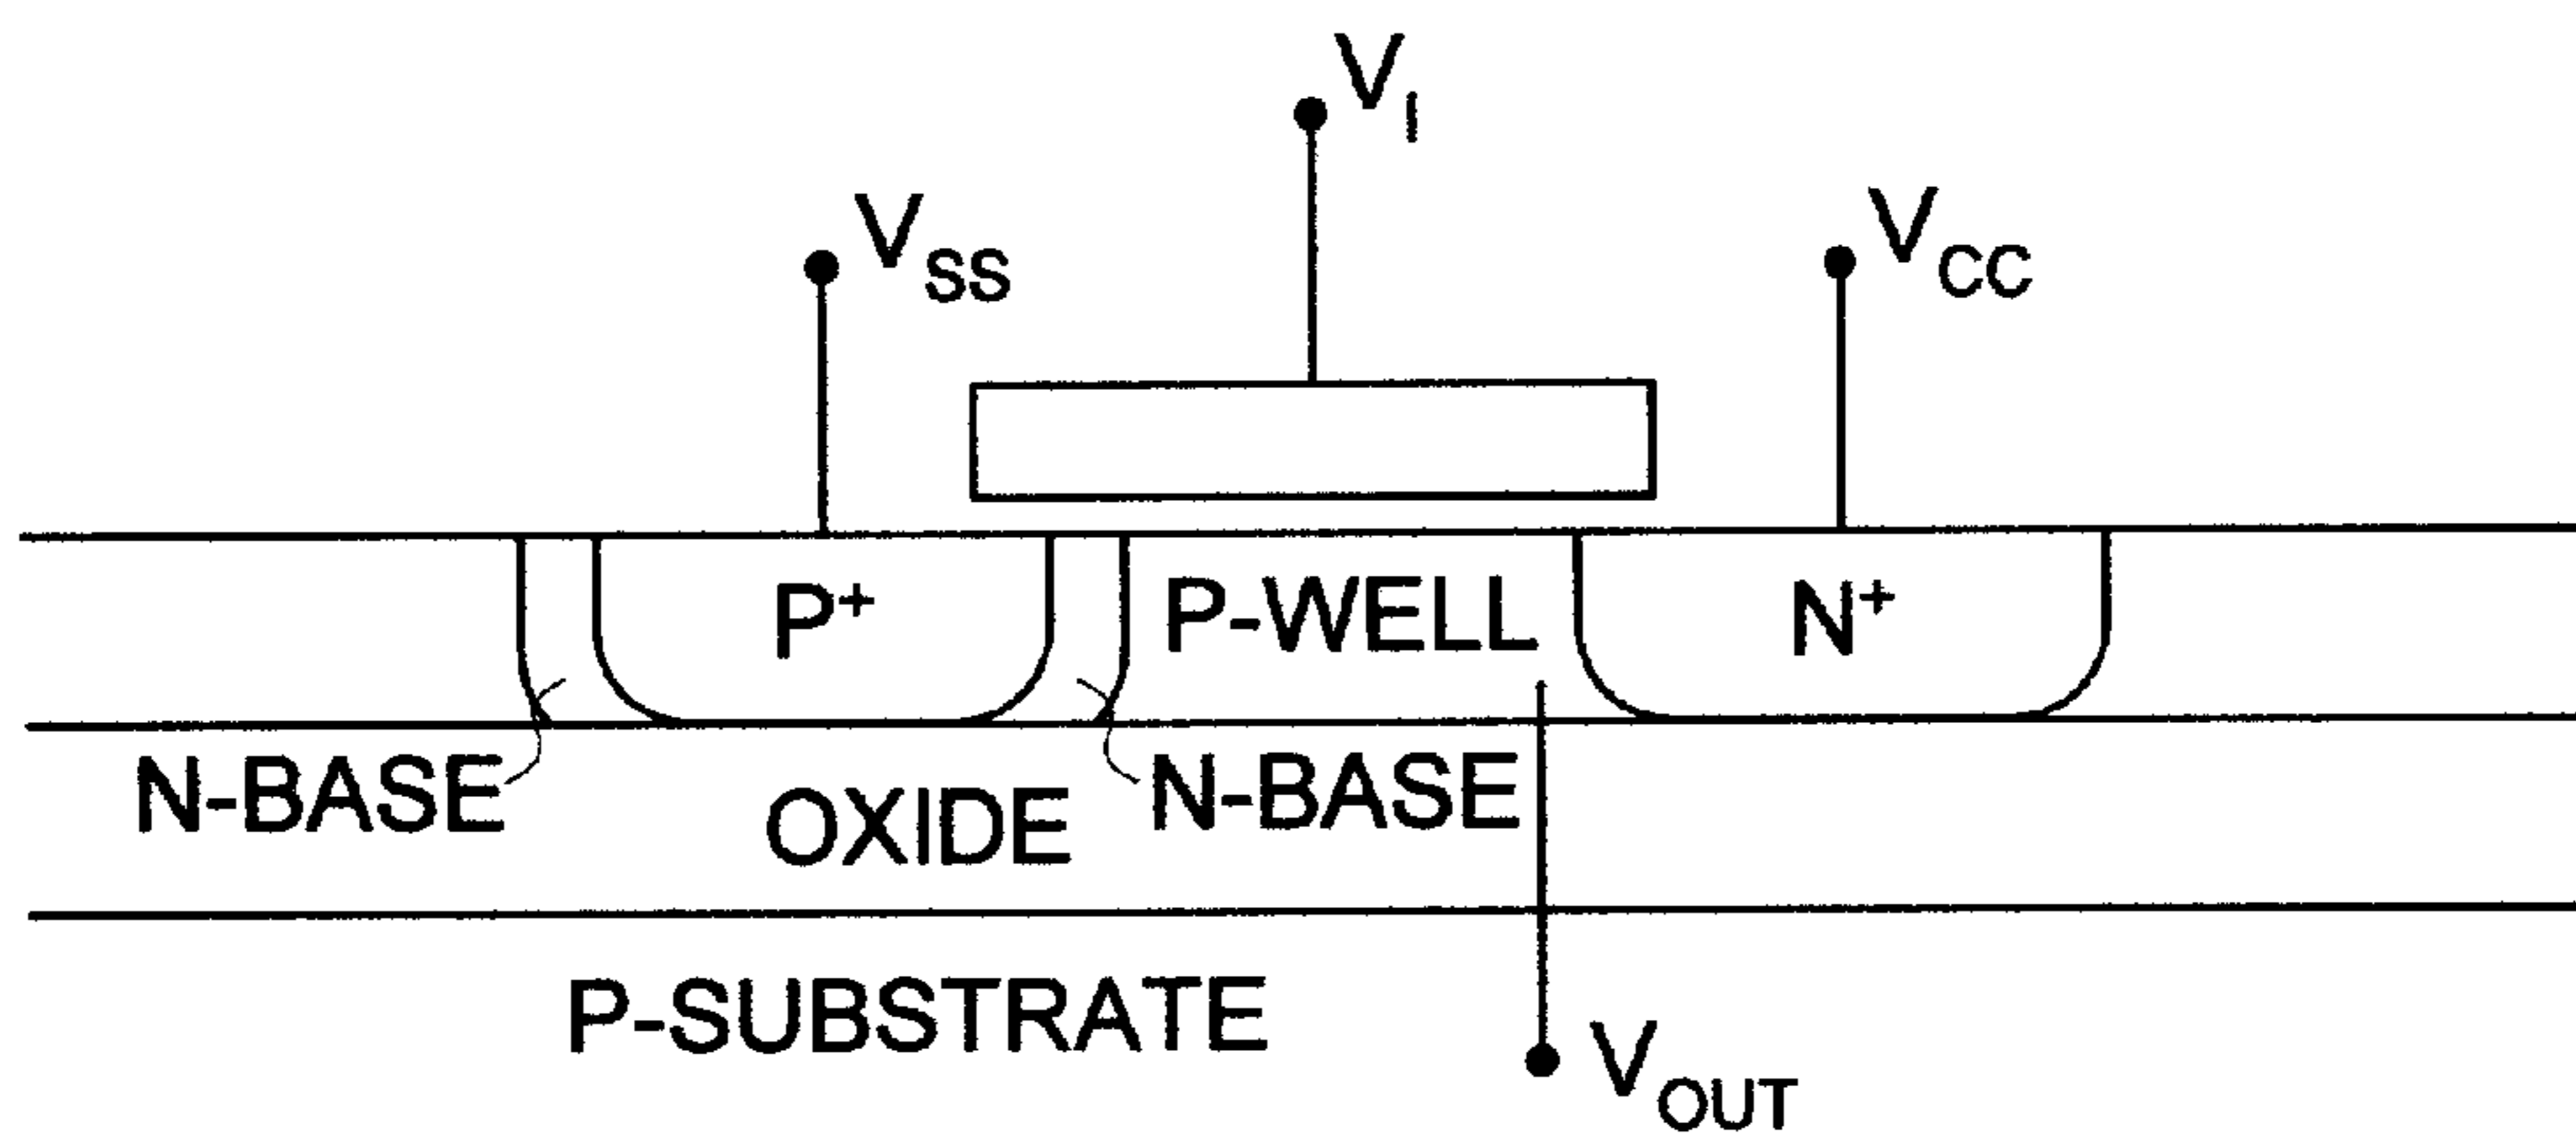 V_I
V_SS
V_CC
P+
P-WELL
N+
N-BASE
OXIDE
N-BASE
P-SUBSTRATE
V_OUT